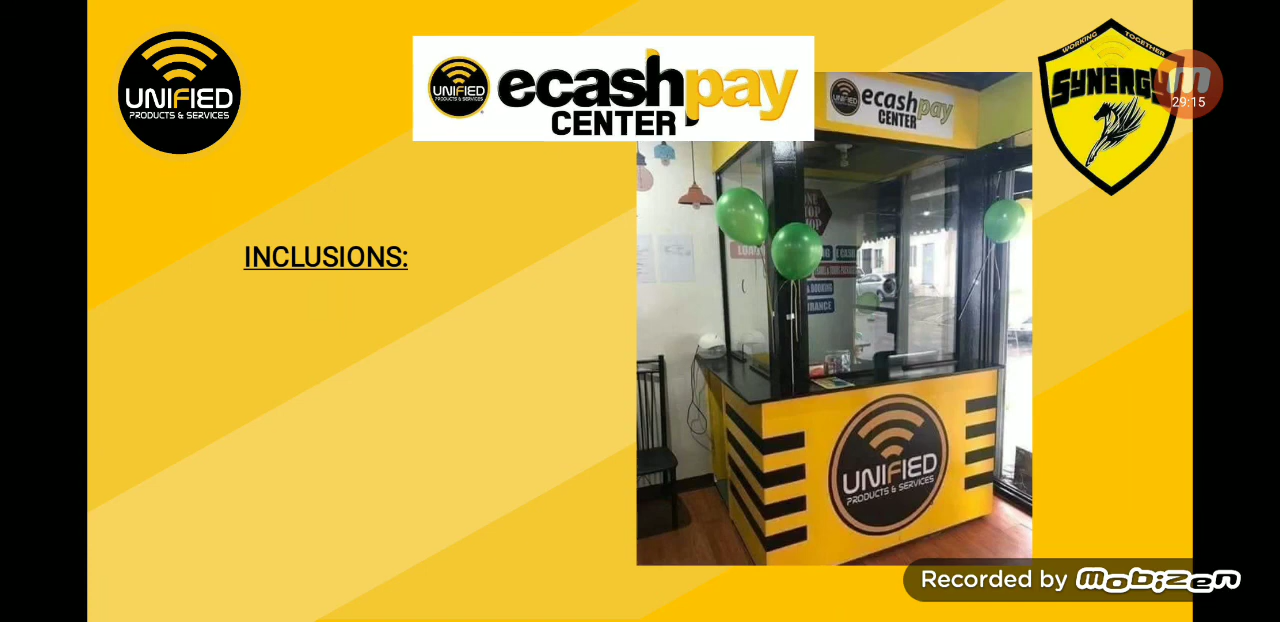 UNIFIED
PRODUCTS & SERVICES
UNIFIED
PRODUCTS & SERVICES
ecashpay
CENTER
WORKING TOGETHER
SYNERGY
29:15
UNIFIED
ecashpay
CENTER
INCLUSIONS:
UNIFIED
PRODUCTS & SERVICES
Recorded by MOBIZEN